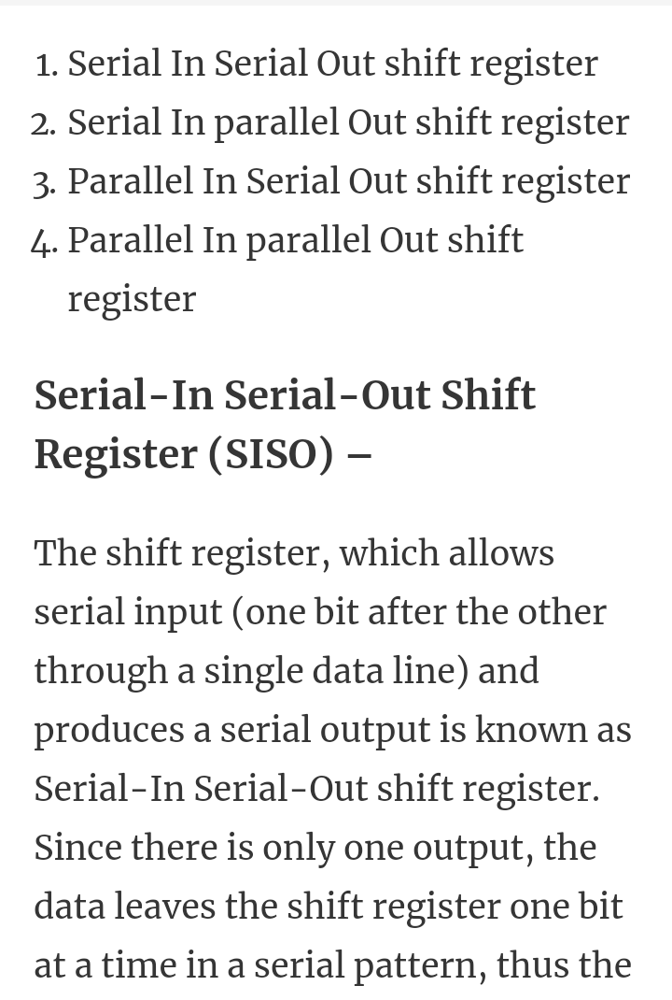 1. Serial In Serial Out shift register
2. Serial In parallel Out shift register
3. Parallel In Serial Out shift register
4. Parallel In parallel Out shift
register
Serial-In Serial-Out Shift
Register (SISO) –
The shift register, which allows
serial input (one bit after the other
through a single data line) and
produces a serial output is known as
Serial-In Serial-Out shift register.
Since there is only one output, the
data leaves the shift register one bit
at a time in a serial pattern, thus the